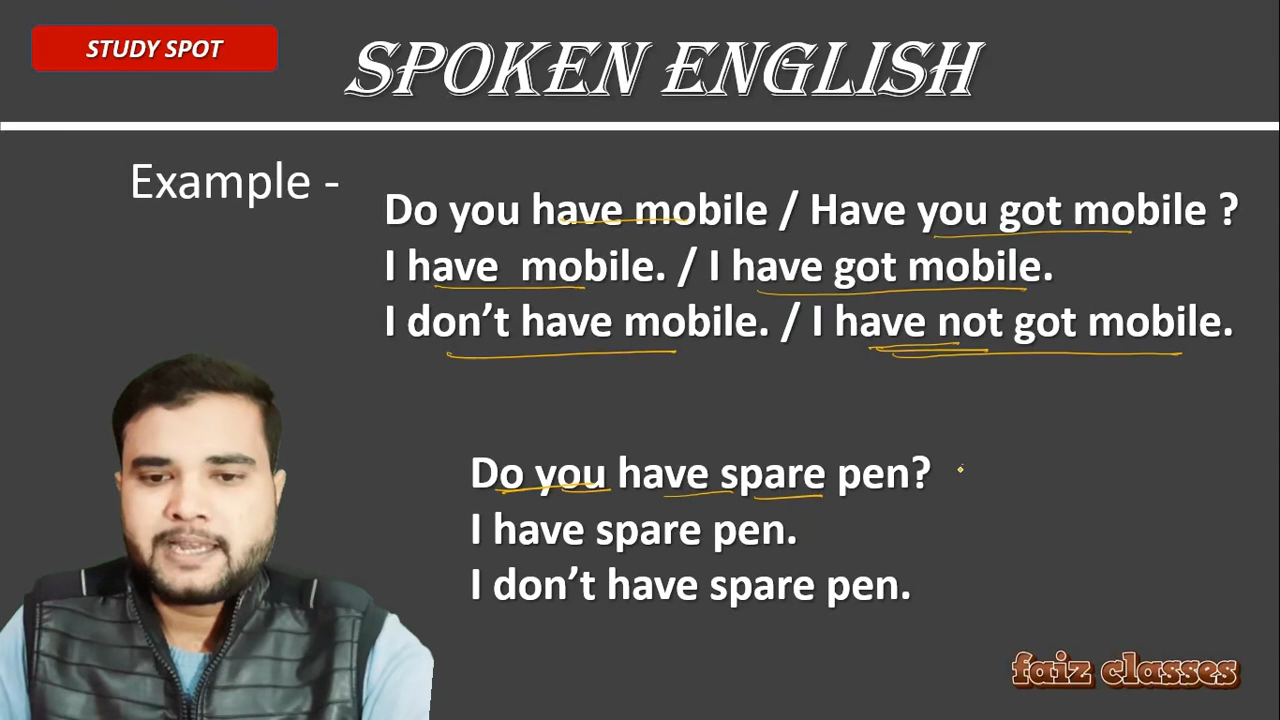 STUDY SPOT
SPOKEN ENGLISH
Example -
Do you have mobile / Have you got mobile ?
I have mobile. / I have got mobile.
I don't have mobile. / I have not got mobile.
Do you have spare pen?
I have spare pen.
I don't have spare pen.
faiz classes